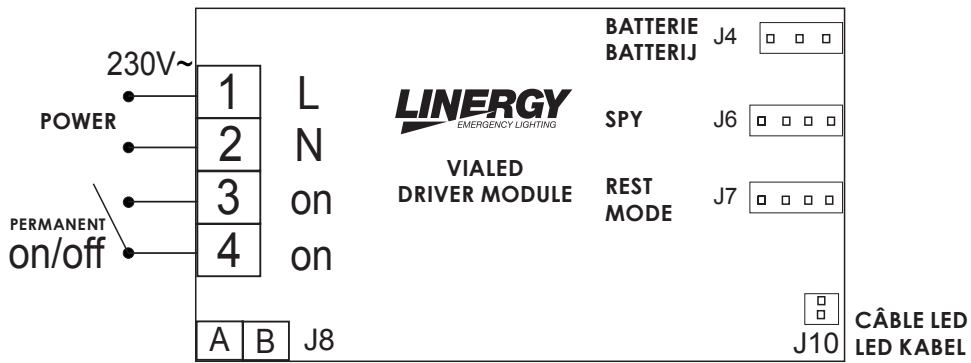 230V~
POWER
1 L
2 N
3 on
4 on
PERMANENT
on/off
A B J8
LINERGY
EMERGENCY LIGHTING
VIALED
DRIVER MODULE
BATTERIE
BATTERIJ
J4
SPY J6
REST
MODE
J7
J10
CÂBLE LED
LED KABEL